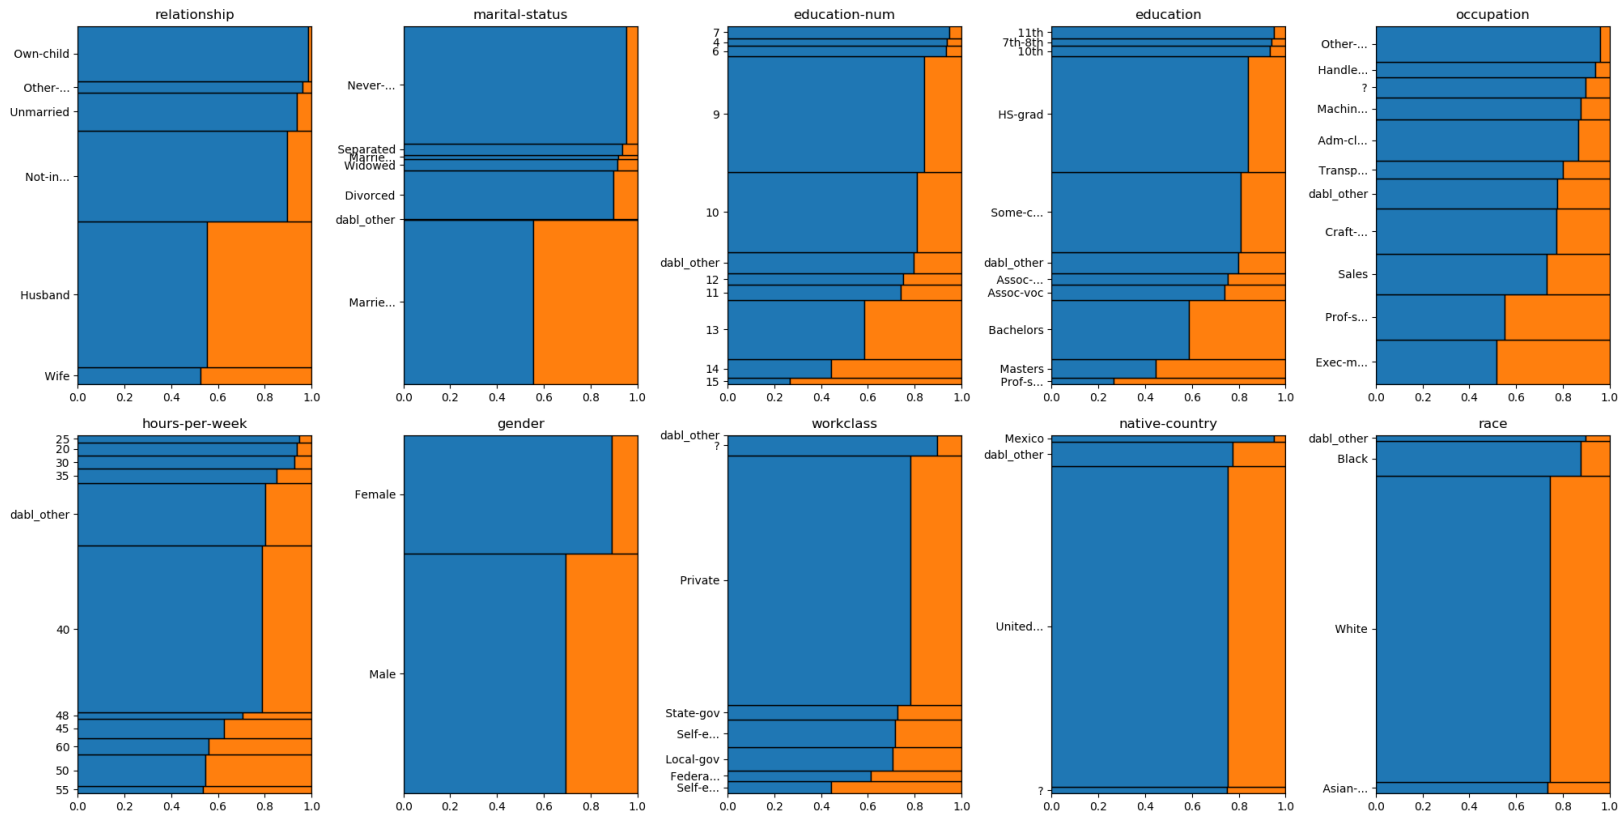 relationship
Own-child
Other-...
Unmarried
Not-in...
Husband
Wife
0.0 0.2 0.4 0.6 0.8 1.0
marital-status
Never-...
Separated
Marrie...
Widowed
Divorced
dabl_other
Marrie...
0.0 0.2 0.4 0.6 0.8 1.0
education-num
7
4
6
9
10
dabl_other
12
11
13
14
15
0.0 0.2 0.4 0.6 0.8 1.0
education
11th
7th-8th
10th
HS-grad
Some-c...
dabl_other
Assoc-...
Assoc-voc
Bachelors
Masters
Prof-s...
0.0 0.2 0.4 0.6 0.8 1.0
occupation
Other-...
Handle...
?
Machin...
Adm-cl...
Transp...
dabl_other
Craft-...
Sales
Prof-s...
Exec-m...
0.0 0.2 0.4 0.6 0.8 1.0
hours-per-week
25
20
30
35
dabl_other
40
48
45
60
50
55
0.0 0.2 0.4 0.6 0.8 1.0
gender
Female
Male
0.0 0.2 0.4 0.6 0.8 1.0
workclass
dabl_other
?
Private
State-gov
Self-e...
Local-gov
Federa...
Self-e...
0.0 0.2 0.4 0.6 0.8 1.0
native-country
Mexico
dabl_other
United...
?
0.0 0.2 0.4 0.6 0.8 1.0
race
dabl_other
Black
White
Asian-...
0.0 0.2 0.4 0.6 0.8 1.0